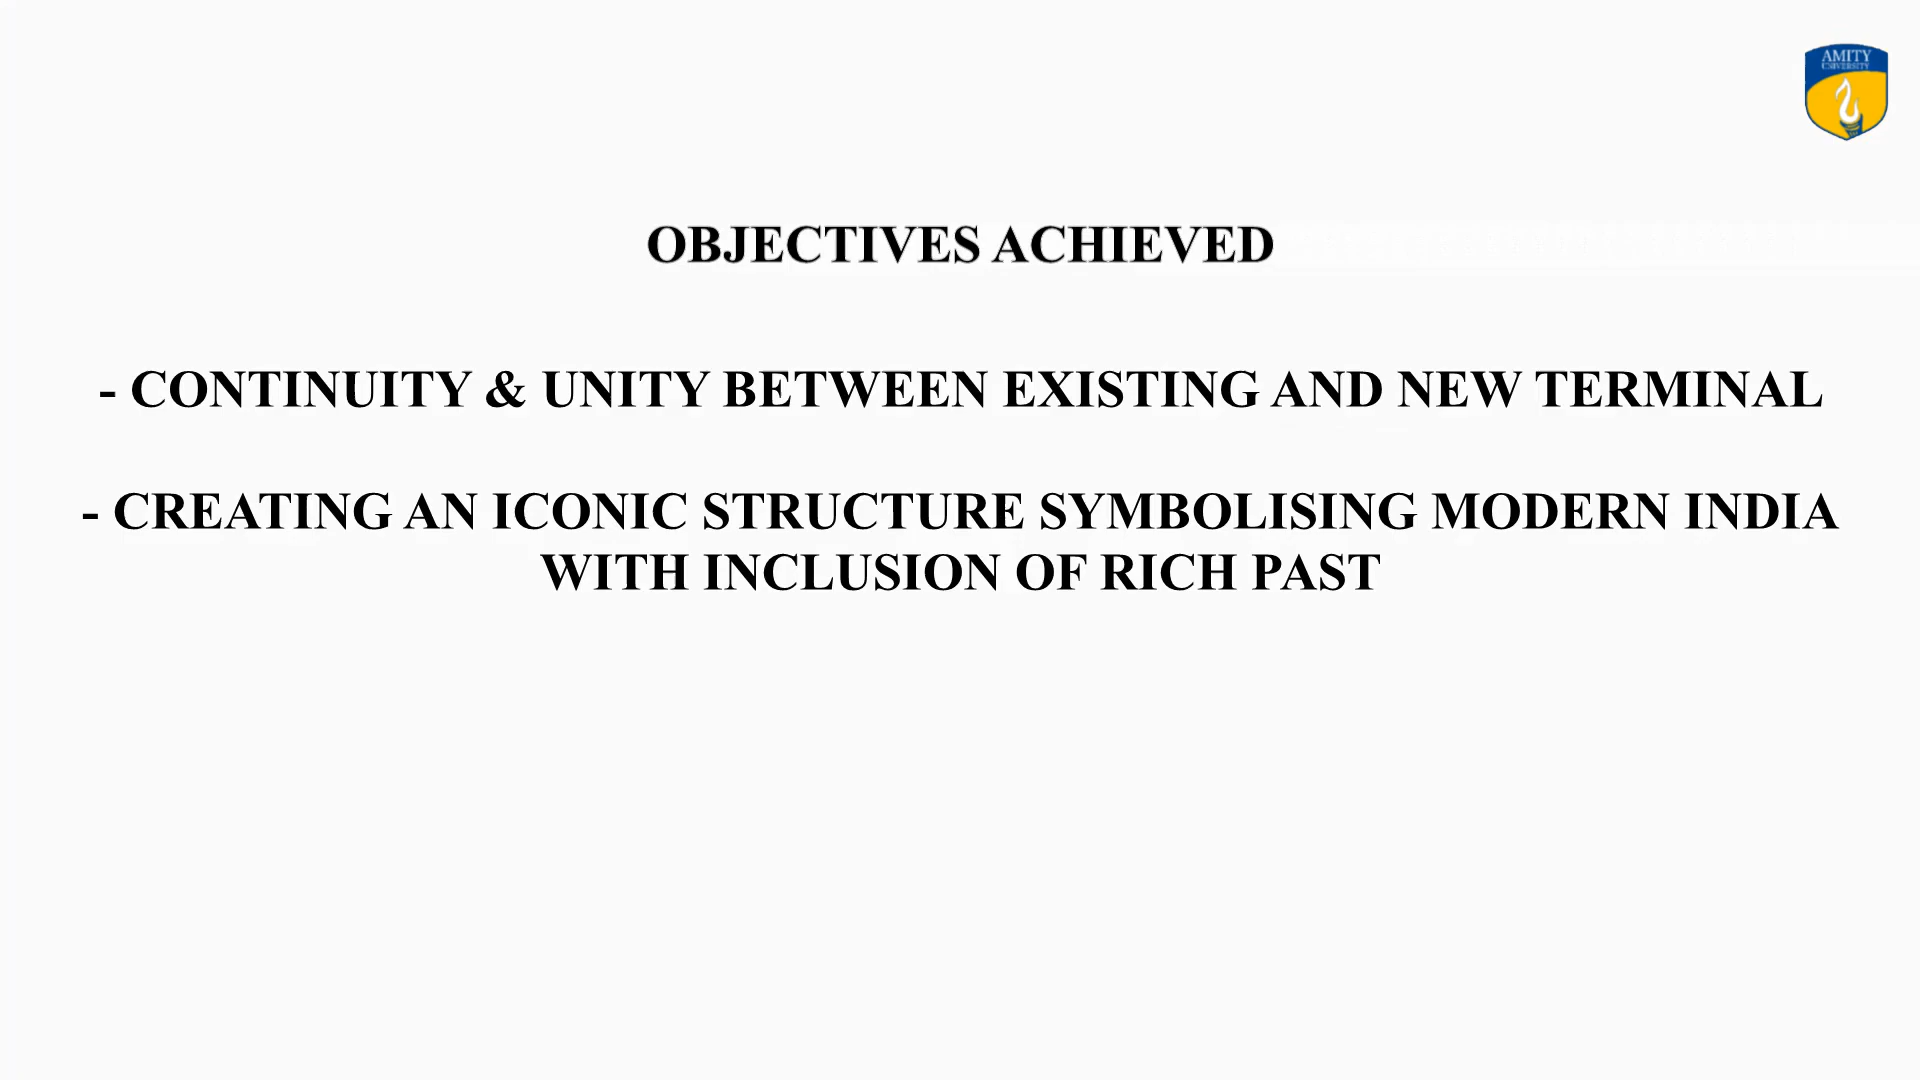 AMITY
UNIVERSITY
OBJECTIVES ACHIEVED
- CONTINUITY & UNITY BETWEEN EXISTING AND NEW TERMINAL
- CREATING AN ICONIC STRUCTURE SYMBOLISING MODERN INDIA
WITH INCLUSION OF RICH PAST